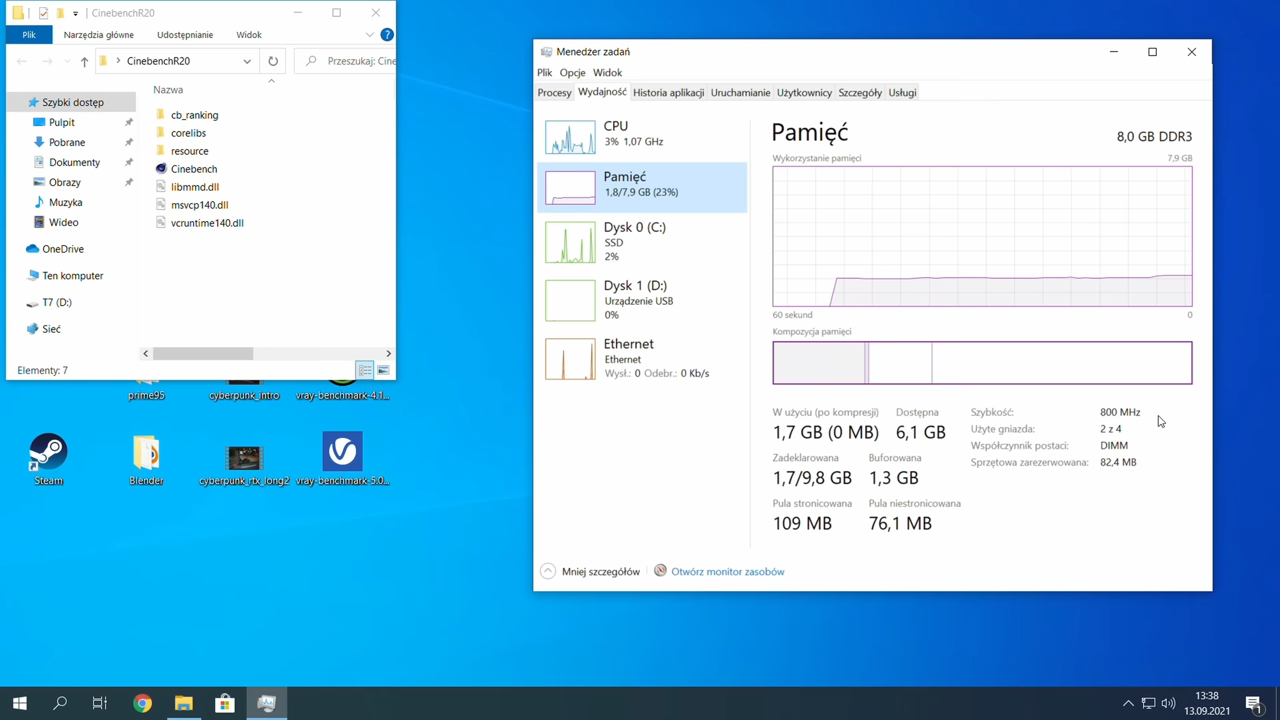 CinebenchR20
Plik
Narzędzia główne
Udostępnianie
Widok
CinebenchR20
Przeszukaj: Cine
Nazwa
Szybki dostęp
Pulpit
Pobrane
Dokumenty
Obrazy
Muzyka
Wideo
OneDrive
Ten komputer
T7 (D:)
Sieć
cb_ranking
corelibs
resource
Cinebench
libmmd.dll
msvcp140.dll
vcruntime140.dll
Elementy: 7
prime95
cyberpunk_intro
vray-benchmark-4.1...
Steam
Blender
cyberpunk_rtx_long2
vray-benchmark-5.0...
Menedżer zadań
Plik Opcje Widok
Procesy Wydajność Historia aplikacji Uruchamianie Użytkownicy Szczegóły Usługi
CPU
3% 1,07 GHz
Pamięć
1,8/7,9 GB (23%)
Dysk 0 (C:)
SSD
2%
Dysk 1 (D:)
Urządzenie USB
0%
Ethernet
Ethernet
Wysł.: 0 Odebr.: 0 Kb/s
Pamięć
8,0 GB DDR3
Wykorzystanie pamięci
7,9 GB
60 sekund
0
Kompozycja pamięci
W użyciu (po kompresji)
1,7 GB (0 MB)
Dostępna
6,1 GB
Zadeklarowana
1,7/9,8 GB
Buforowana
1,3 GB
Pula stronicowana
109 MB
Pula niestronicowana
76,1 MB
Szybkość: 800 MHz
Użyte gniazda: 2 z 4
Współczynnik postaci: DIMM
Sprzętowa zarezerwowana: 82,4 MB
Mniej szczegółów
Otwórz monitor zasobów
13:38
13.09.2021
1